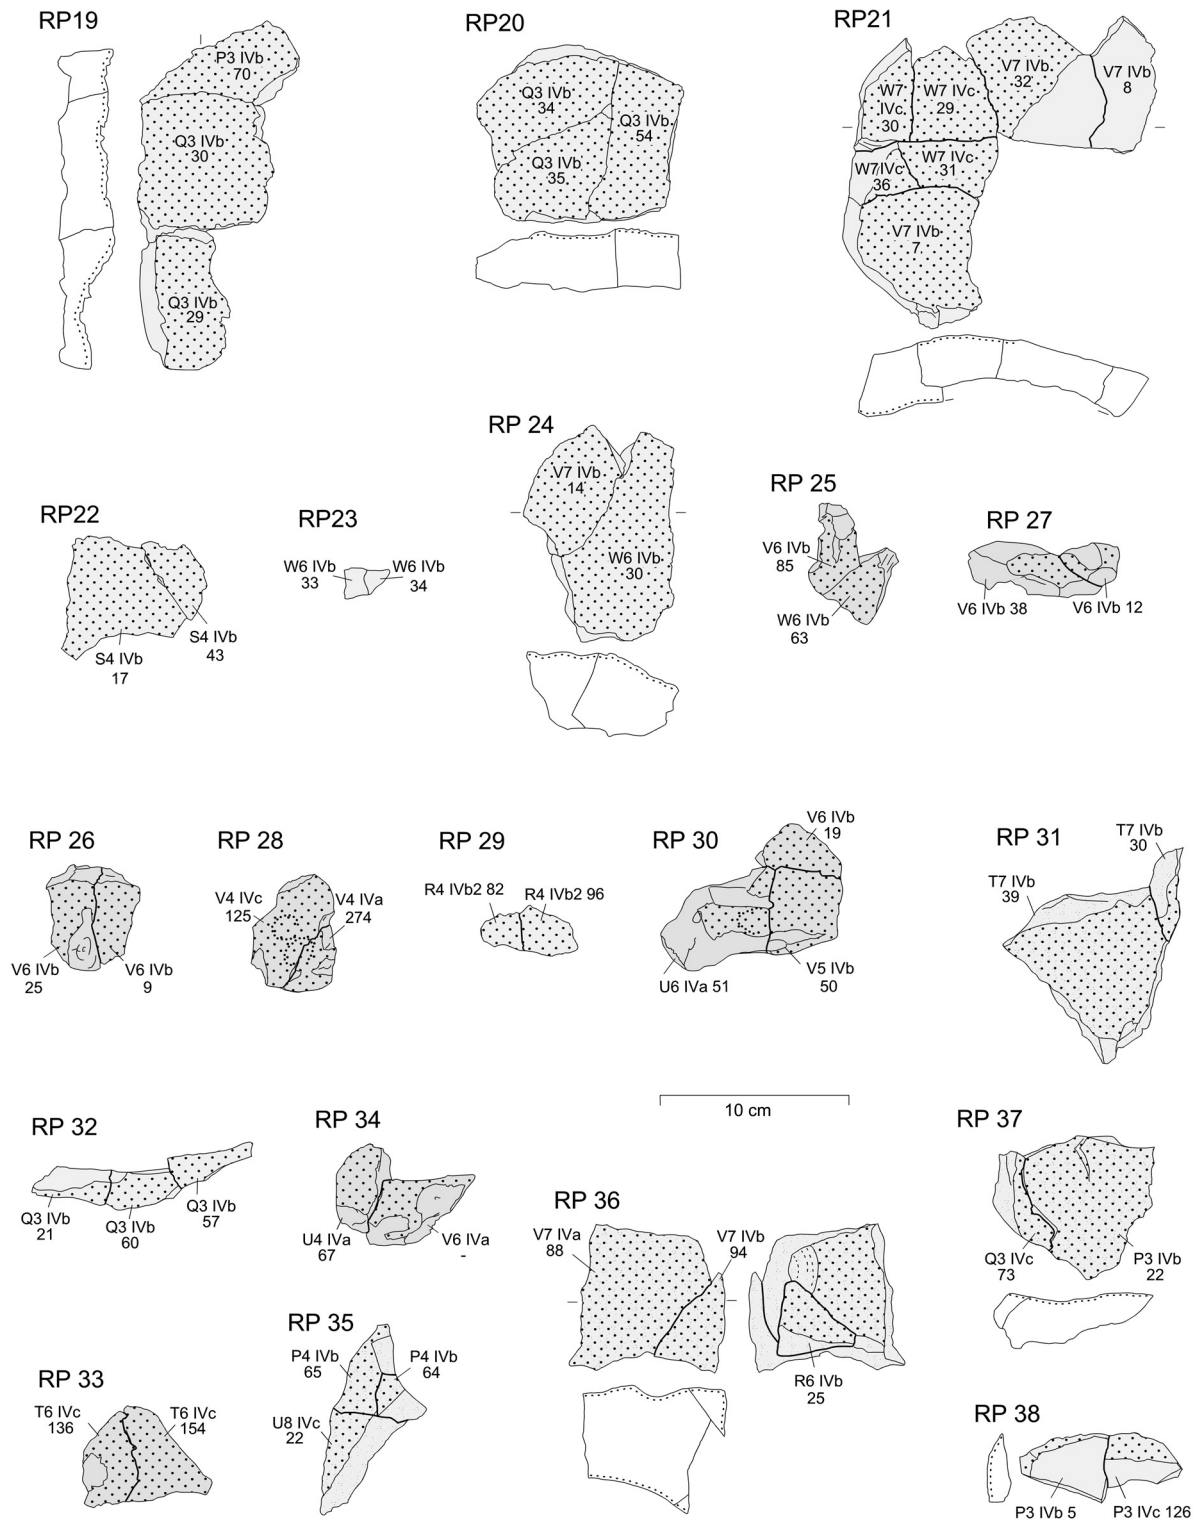 RP19
P3 IVb
70
Q3 IVb
30
Q3 IVb
29
RP20
Q3 IVb
34
Q3 IVb
54
Q3 IVb
35
RP21
W7
IVc
30
W7 IVc
29
V7 IVb
32
V7 IVb
8
W7 IVc
31
W7 IVc
36
V7 IVb
7
RP22
S4 IVb
43
S4 IVb
17
RP23
W6 IVb
33
W6 IVb
34
RP 24
V7 IVb
14
W6 IVb
30
RP 25
V6 IVb
85
W6 IVb
63
RP 27
V6 IVb 38
V6 IVb 12
RP 26
V6 IVb
25
V6 IVb
9
RP 28
V4 IVc
125
V4 IVa
274
RP 29
R4 IVb2 82
R4 IVb2 96
RP 30
V6 IVb
19
U6 IVa 51
V5 IVb
50
RP 31
T7 IVb
30
T7 IVb
39
10 cm
RP 32
Q3 IVb
21
Q3 IVb
60
Q3 IVb
57
RP 34
U4 IVa
67
V6 IVa
-
RP 36
V7 IVa
88
V7 IVb
94
R6 IVb
25
RP 37
Q3 IVc
73
P3 IVb
22
RP 33
T6 IVc
136
T6 IVc
154
RP 35
P4 IVb
65
P4 IVb
64
U8 IVc
22
RP 38
P3 IVb 5
P3 IVc 126